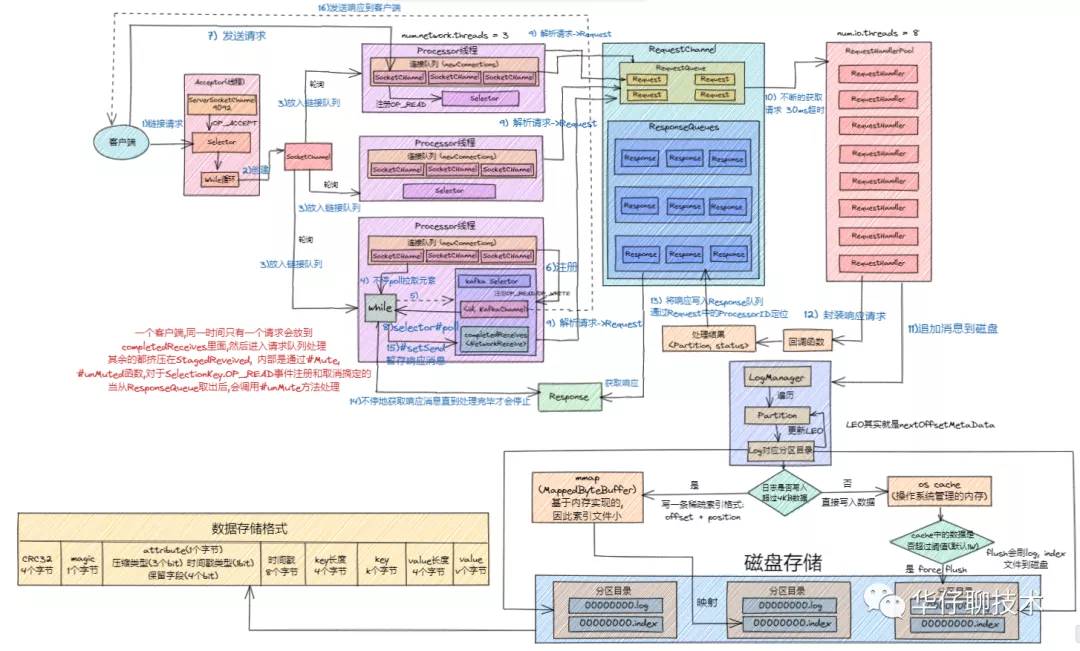 16)发送响应到客户端
7) 发送请求
num.network.threads = 3
9) 解析请求->Request
num.io.threads = 8
Processor线程
连接队列 (newConnections)
SocketCHannel
SocketCHannel
SocketCHannel
注册OP_READ
Selector
RequestChannel
RequestQueue
Request
Request
Request
Request
RequestHandlerPool
RequestHandler
RequestHandler
RequestHandler
RequestHandler
RequestHandler
RequestHandler
RequestHandler
RequestHandler
10) 不断的获取
请求 30ms超时
Acceptor(线程)
ServerSocketChannel
9092
OP_ACCEPT
Selector
While循环
1)链接请求
客户端
2)创建
SocketChannel
轮询
3)放入链接队列
9) 解析请求->Request
Processor线程
连接队列 (newConnections)
SocketCHannel
SocketCHannel
SocketCHannel
Selector
轮询
3)放入链接队列
ResponseQueues
Response
Response
Response
Response
Response
Response
Response
Response
Response
轮询
3)放入链接队列
Processor线程
连接队列 (newConnections)
SocketCHannel
SocketCHannel
SocketCHannel
6)注册
4) 不停poll拉取元素
kafka Selector
注册OP_READ/OP_WRITE
5)
while
<id, KafkaChannel>
8)selector#poll
completedReceives
<NetworkReceive>
9) 解析请求->Request
15)#setSend
暂存响应消息
13) 将响应写入Response队列
通过Request中的ProcessorID定位
12) 封装响应请求
11)追加消息到磁盘
处理结果
<Partition, status>
回调函数
一个客户端,同一时间只有一个请求会放到
completedReceives里面,然后进入请求队列处理
其余的都挤压在StagedReveived, 内部是通过#Mute,
#unMuted函数,对于SelectionKey.OP_READ事件注册和取消搞定的
当从ResponseQueue取出后,会调用#unMute方法处理
获取响应
Response
14)不停地获取响应消息直到处理完毕才会停止
LogManager
遍历
Partition
更新LEO
Log对应分区目录
LEO其实就是nextOffsetMetaData
日志是否写入
超过4KB数据
是
写一条稀疏索引格式:
offset + position
否
直接写入数据
mmap
(MappedByteBuffer)
基于内存实现的,
因此索引文件小
os cache
(操作系统管理的内存)
cache中的数据是
否超过阈值(默认1W)
flush会刷log, index
文件到磁盘
是 force flush
数据存储格式
CRC32
4个字节
magic
1个字节
attribute(1个字节)
压缩类型(3个bit) 时间戳类型(1bit)
保留字段(4个bit)
时间戳
8个字节
key长度
4个字节
key
k个字节
value长度
4个字节
value
v个字节
磁盘存储
映射
分区目录
00000000.log
00000000.index
分区目录
00000000.log
00000000.index
00000000.index
华仔聊技术